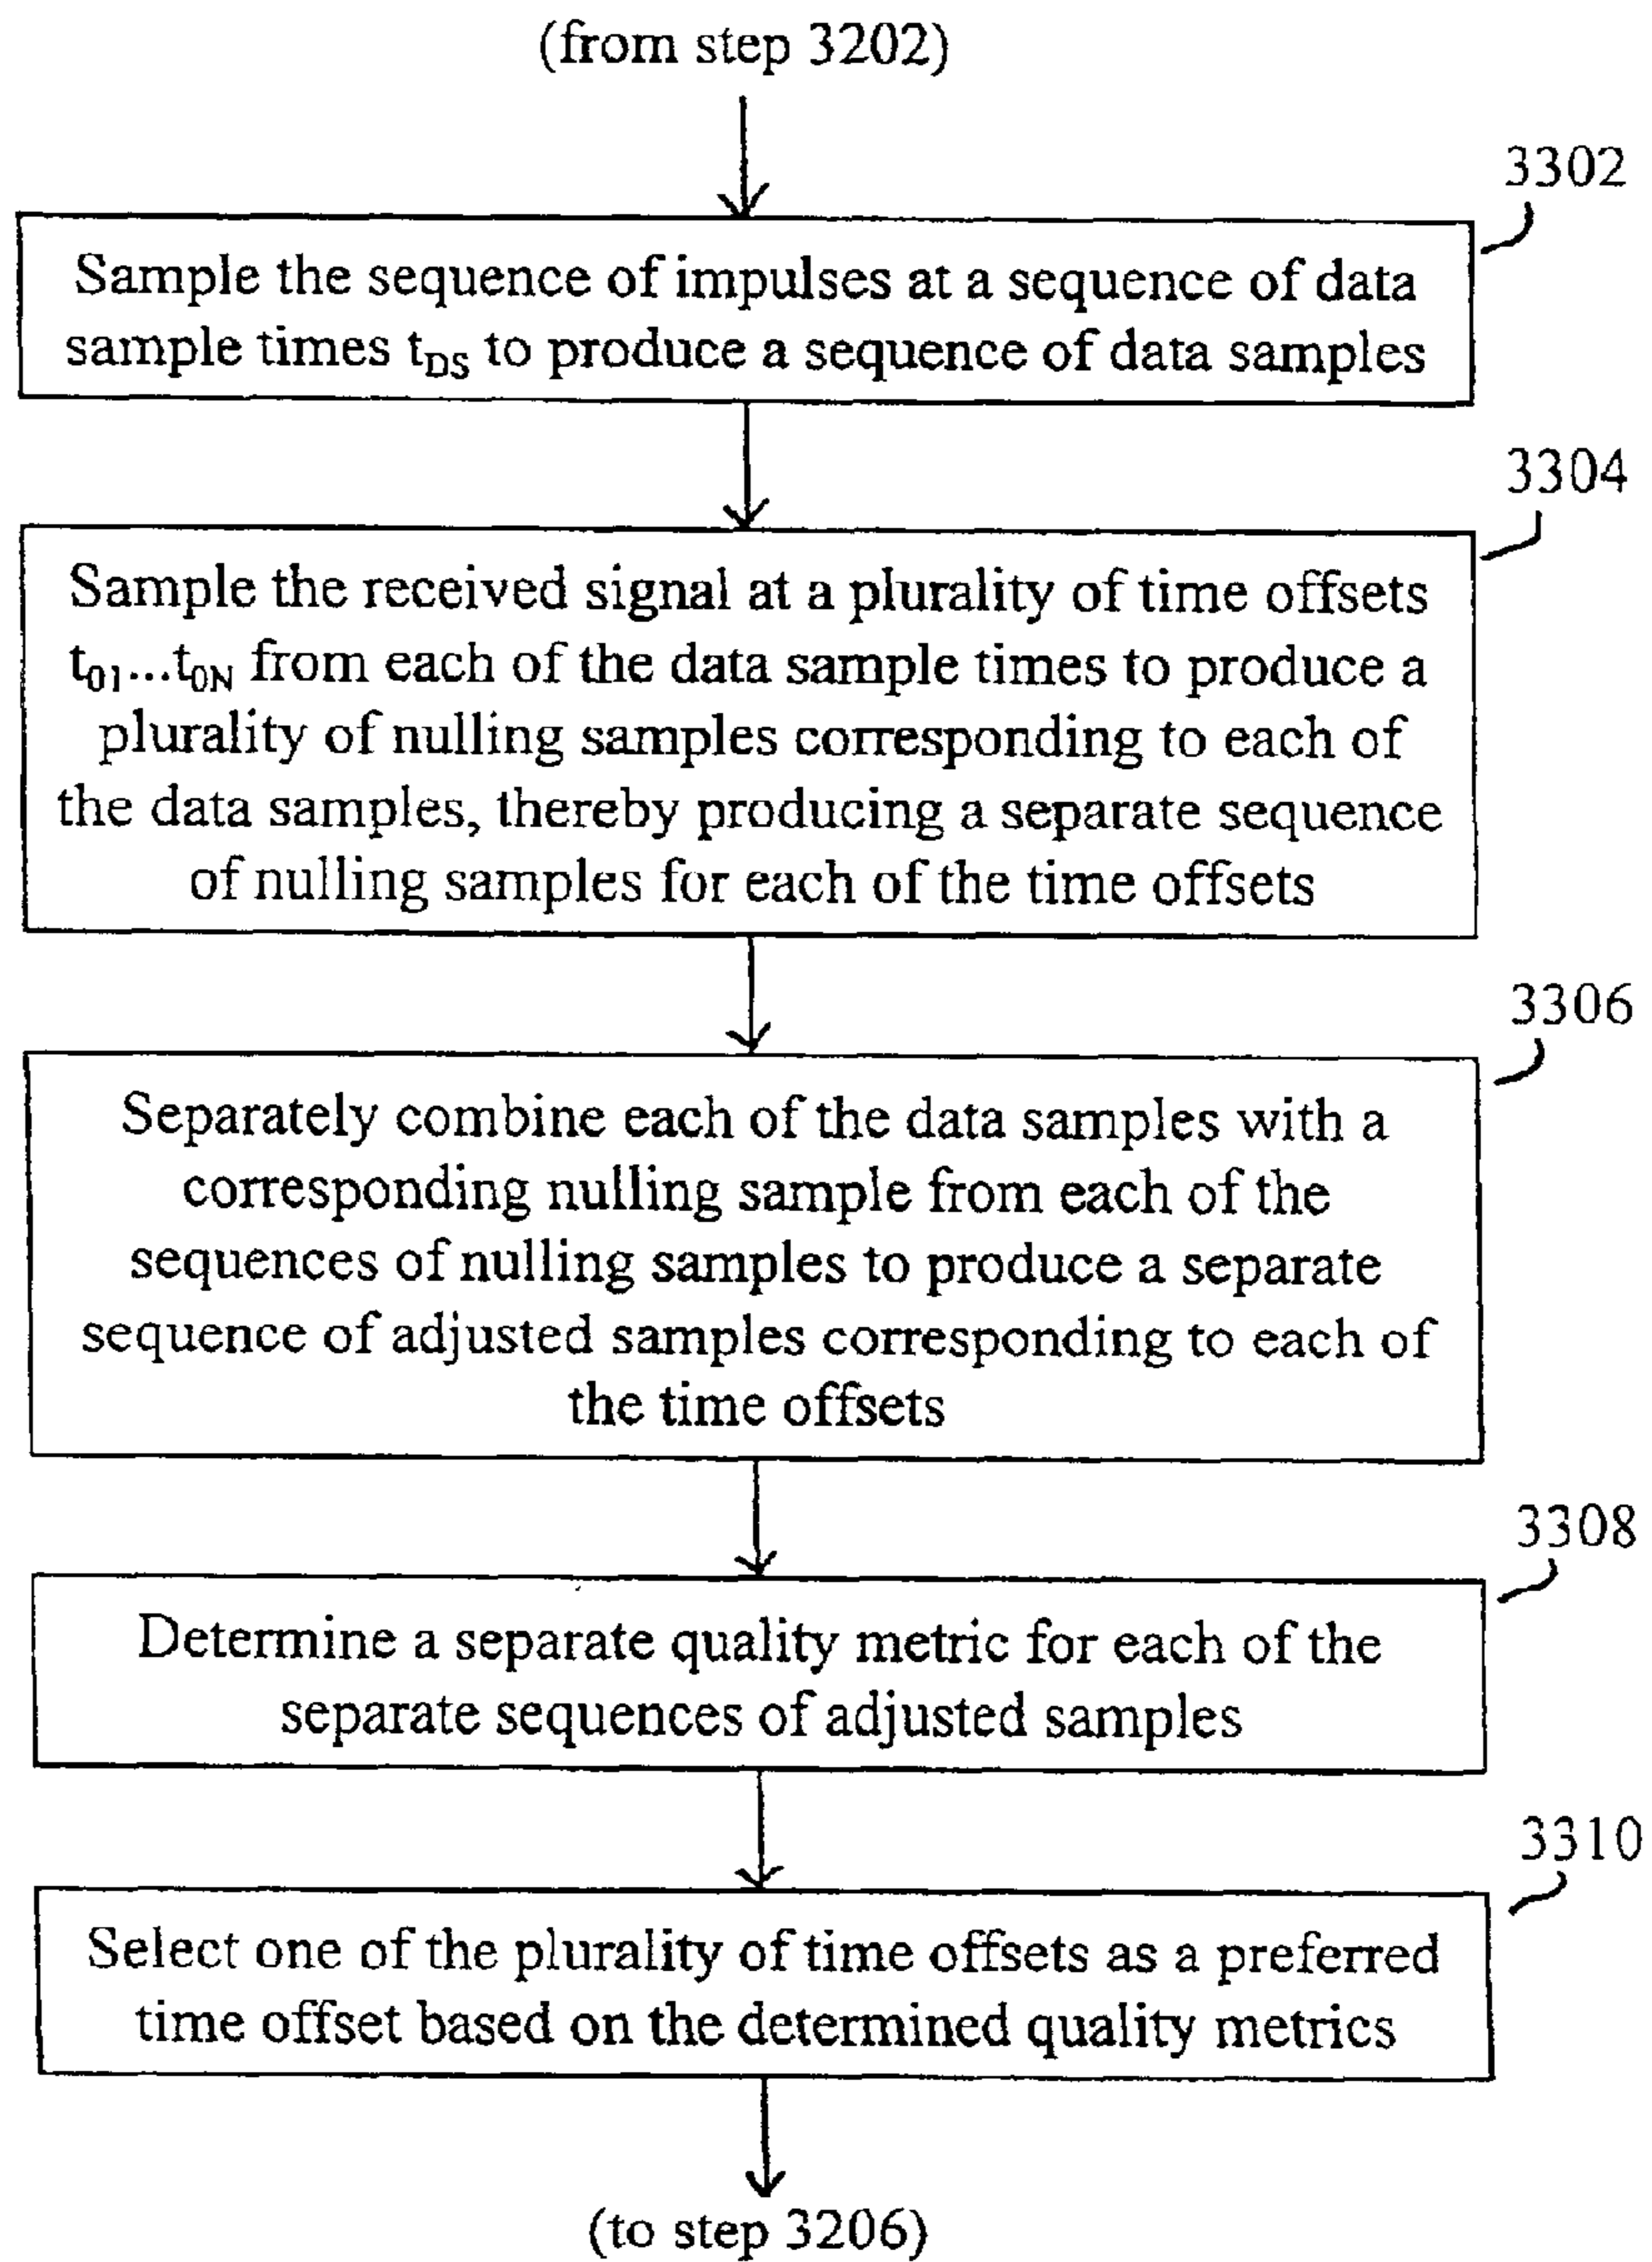 (from step 3202)
3302
Sample the sequence of impulses at a sequence of data
sample times tDS to produce a sequence of data samples
3304
Sample the received signal at a plurality of time offsets
t01...t0N from each of the data sample times to produce a
plurality of nulling samples corresponding to each of
the data samples, thereby producing a separate sequence
of nulling samples for each of the time offsets
3306
Separately combine each of the data samples with a
corresponding nulling sample from each of the
sequences of nulling samples to produce a separate
sequence of adjusted samples corresponding to each of
the time offsets
3308
Determine a separate quality metric for each of the
separate sequences of adjusted samples
3310
Select one of the plurality of time offsets as a preferred
time offset based on the determined quality metrics
(to step 3206)